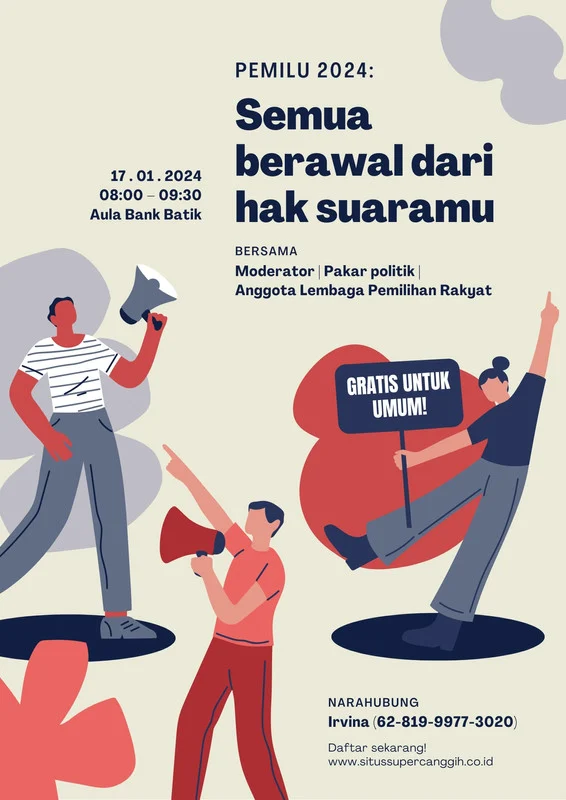 PEMILU 2024:
Semua
berawal dari
hak suaramu
17 . 01 . 2024
08:00 – 09:30
Aula Bank Batik
BERSAMA
Moderator | Pakar politik |
Anggota Lembaga Pemilihan Rakyat
GRATIS UNTUK
UMUM!
NARAHUBUNG
Irvina (62-819-9977-3020)
Daftar sekarang!
www.situssupercanggih.co.id